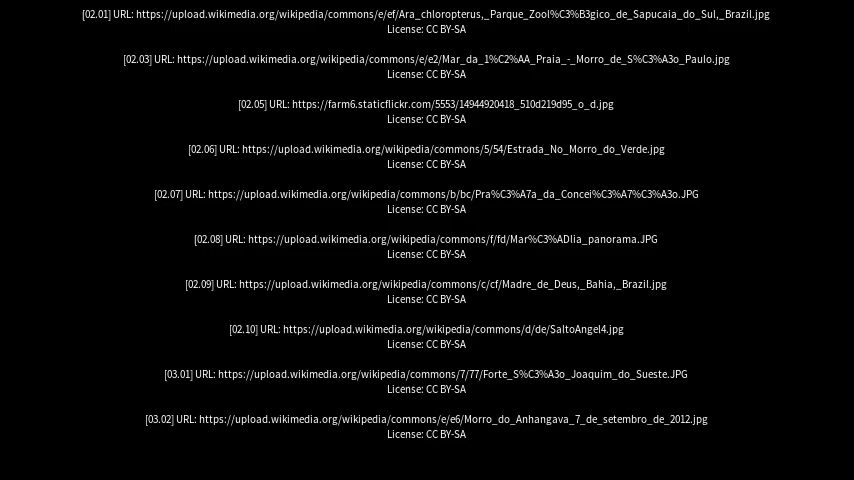 [02.01] URL: https://upload.wikimedia.org/wikipedia/commons/e/ef/Ara_chloropterus,_Parque_Zool%C3%B3gico_de_Sapucaia_do_Sul,_Brazil.jpg
License: CC BY-SA
[02.03] URL: https://upload.wikimedia.org/wikipedia/commons/e/e2/Mar_da_1%C2%AA_Praia_-_Morro_de_S%C3%A3o_Paulo.jpg
License: CC BY-SA
[02.05] URL: https://farm6.staticflickr.com/5553/14944920418_510d219d95_o_d.jpg
License: CC BY-SA
[02.06] URL: https://upload.wikimedia.org/wikipedia/commons/5/54/Estrada_No_Morro_do_Verde.jpg
License: CC BY-SA
[02.07] URL: https://upload.wikimedia.org/wikipedia/commons/b/bc/Pra%C3%A7a_da_Concei%C3%A7%C3%A3o.JPG
License: CC BY-SA
[02.08] URL: https://upload.wikimedia.org/wikipedia/commons/f/fd/Mar%C3%ADlia_panorama.JPG
License: CC BY-SA
[02.09] URL: https://upload.wikimedia.org/wikipedia/commons/c/cf/Madre_de_Deus,_Bahia,_Brazil.jpg
License: CC BY-SA
[02.10] URL: https://upload.wikimedia.org/wikipedia/commons/d/de/SaltoAngel4.jpg
License: CC BY-SA
[03.01] URL: https://upload.wikimedia.org/wikipedia/commons/7/77/Forte_S%C3%A3o_Joaquim_do_Sueste.JPG
License: CC BY-SA
[03.02] URL: https://upload.wikimedia.org/wikipedia/commons/e/e6/Morro_do_Anhangava_7_de_setembro_de_2012.jpg
License: CC BY-SA